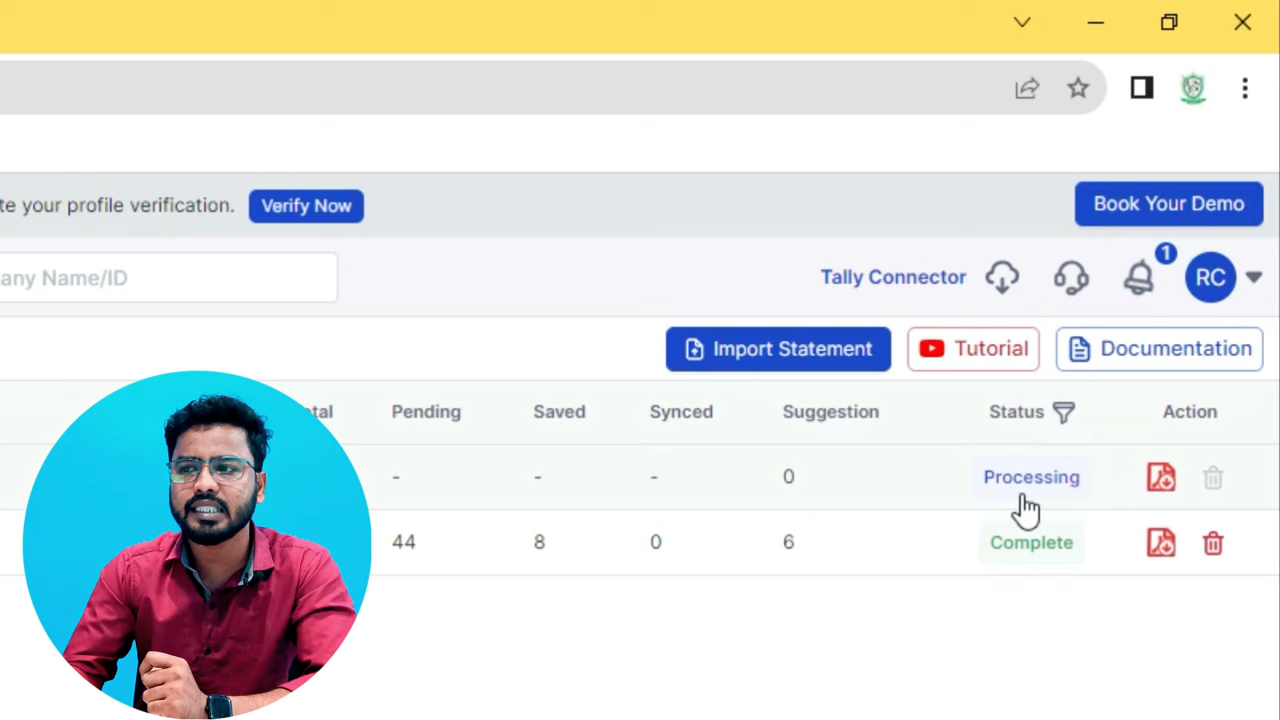 te your profile verification. Verify Now Book Your Demo
any Name/ID Tally Connector 1 RC
Import Statement Tutorial Documentation
tal Pending Saved Synced Suggestion Status Action
- - - 0 Processing
44 8 0 6 Complete